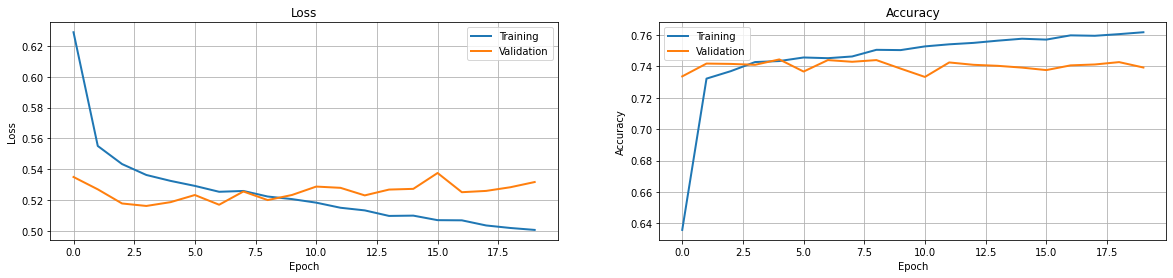 Loss
Loss
0.62
0.60
0.58
0.56
0.54
0.52
0.50
0.0 2.5 5.0 7.5 10.0 12.5 15.0 17.5
Epoch
Training
Validation
Accuracy
Accuracy
0.76
0.74
0.72
0.70
0.68
0.66
0.64
0.0 2.5 5.0 7.5 10.0 12.5 15.0 17.5
Epoch
Training
Validation